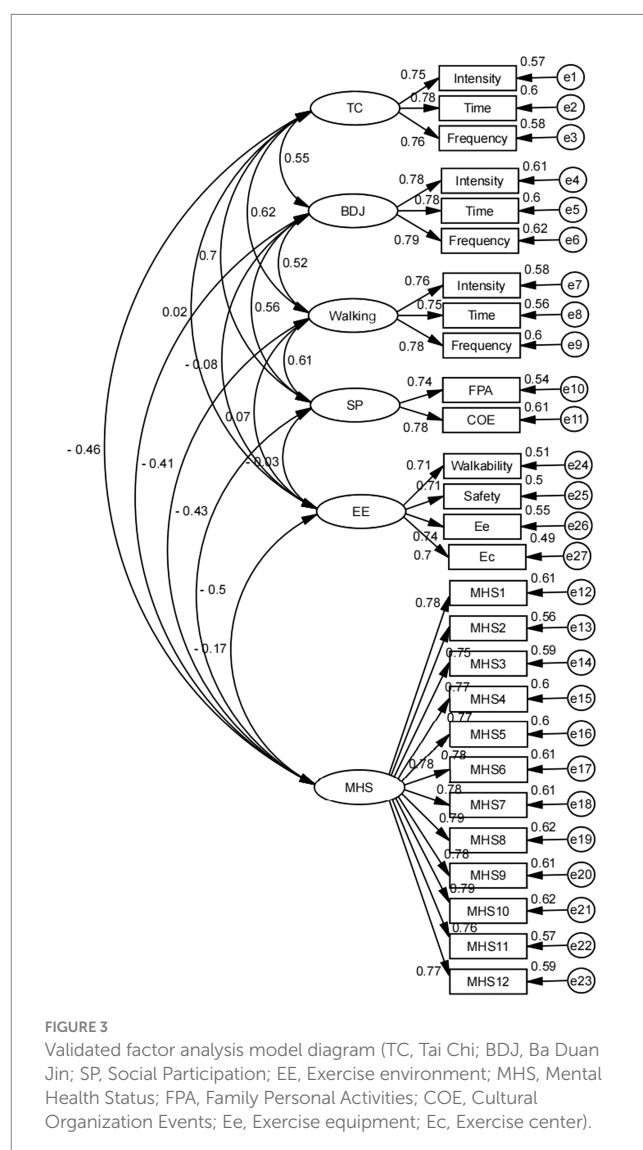 0.57
0.75
Intensity
e1
0.6
TC
0.78
Time
e2
0.58
0.76
Frequency
e3
0.55
0.61
0.78
Intensity
e4
0.6
0.62
BDJ
0.78
Time
e5
0.62
0.79
Frequency
e6
0.7
0.52
0.58
0.76
Intensity
e7
0.02
0.56
Walking
0.75
Time
0.56
e8
0.6
0.78
Frequency
e9
- 0.08
0.61
0.74
FPA
0.54
e10
SP
0.61
0.07
0.78
COE
e11
- 0.46
- 0.41
- 0.03
0.51
0.71
Walkability
e24
0.5
0.71
Safety
e25
- 0.43
EE
0.55
Ee
e26
0.74
0.49
0.7
Ec
e27
- 0.5
0.61
0.78
MHS1
e12
0.56
MHS2
e13
- 0.17
0.75
0.59
MHS3
e14
0.77
0.6
MHS4
e15
0.77
0.6
MHS5
e16
0.78
0.78
0.61
MHS6
e17
MHS
0.78
0.61
MHS7
e18
0.79
0.62
MHS8
e19
0.78
0.61
MHS9
e20
0.79
0.62
MHS10
e21
0.76
0.57
MHS11
e22
0.77
0.59
MHS12
e23
FIGURE 3
Validated factor analysis model diagram (TC, Tai Chi; BDJ, Ba Duan
Jin; SP, Social Participation; EE, Exercise environment; MHS, Mental
Health Status; FPA, Family Personal Activities; COE, Cultural
Organization Events; Ee, Exercise equipment; Ec, Exercise center).